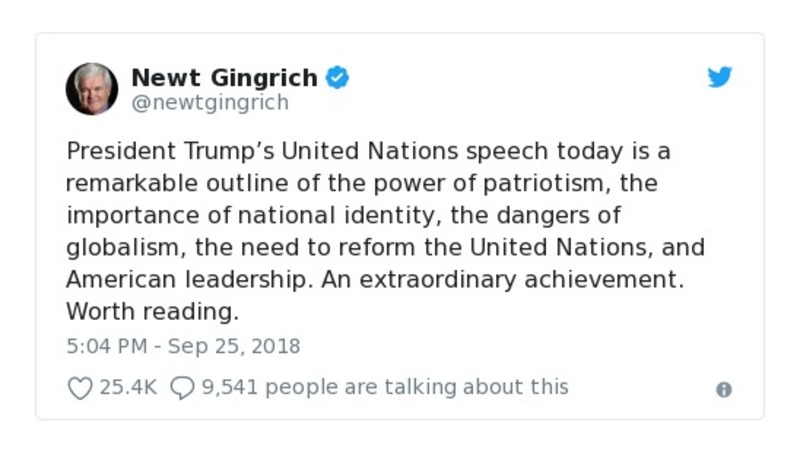 Newt Gingrich
@newtgingrich
President Trump’s United Nations speech today is a
remarkable outline of the power of patriotism, the
importance of national identity, the dangers of
globalism, the need to reform the United Nations, and
American leadership. An extraordinary achievement.
Worth reading.
5:04 PM - Sep 25, 2018
25.4K 9,541 people are talking about this